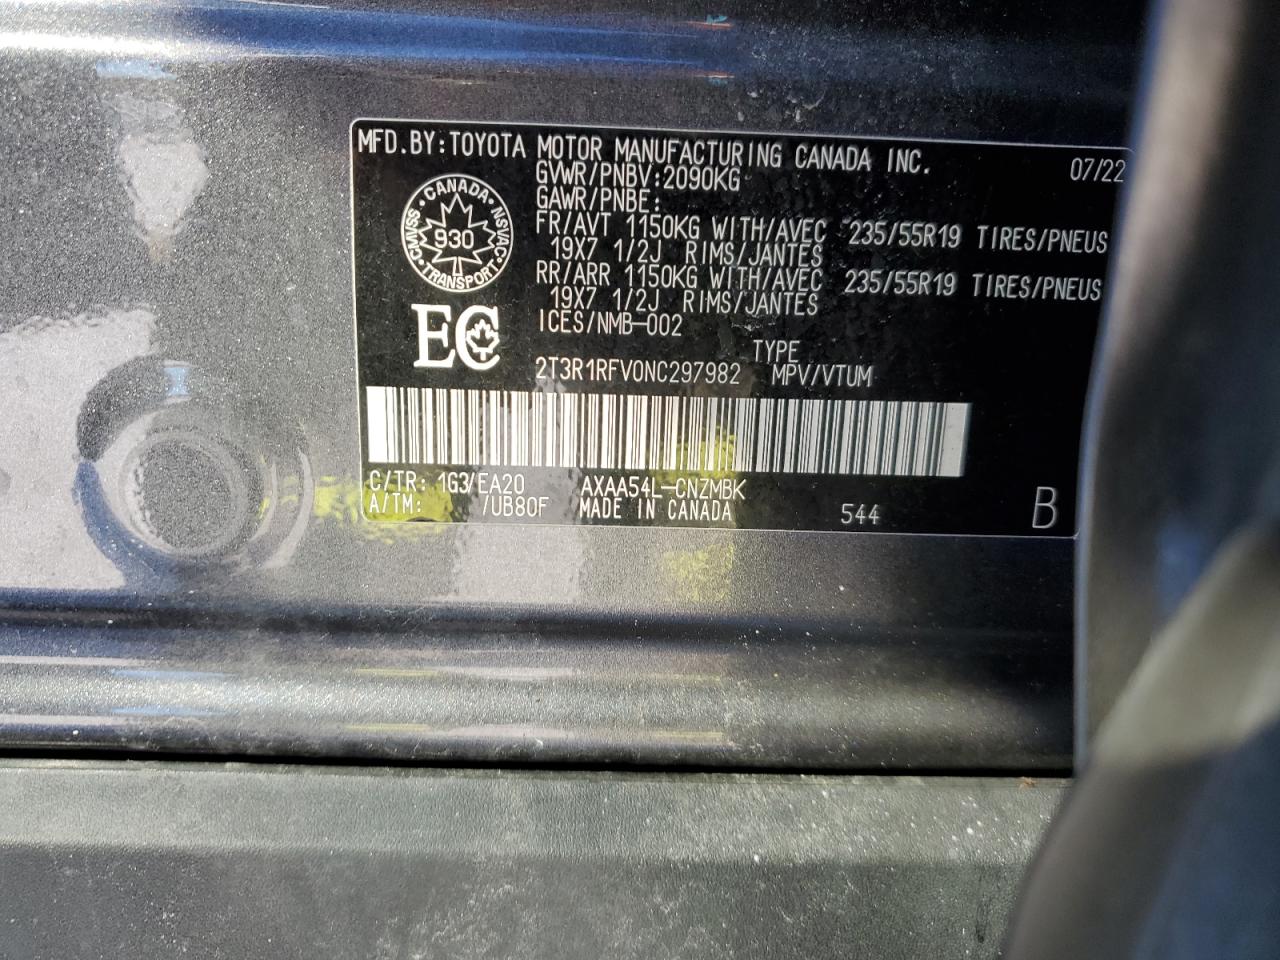 MFD.BY:TOYOTA MOTOR MANUFACTURING CANADA INC. 07/22
GVWR/PNBV:2090KG
GAWR/PNBE:
FR/AVT 1150KG WITH/AVEC 235/55R19 TIRES/PNEUS
19X7 1/2J RIMS/JANTES
RR/ARR 1150KG WITH/AVEC 235/55R19 TIRES/PNEUS
19X7 1/2J RIMS/JANTES
ICES/NMB-002
CANADA
CMVSS 930 NSVAC
TRANSPORT
EC
TYPE
2T3R1RFV0NC297982 MPV/VTUM
C/TR: 1G3/EA20 AXAA54L-CNZMBK
A/TM: /UB80F MADE IN CANADA 544 B